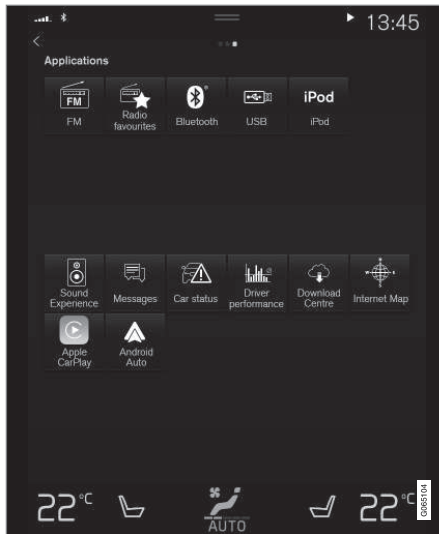 13:45
Applications
FM
FM
Radio
favourites
Bluetooth
USB
iPod
iPod
Sound
Experience
Messages
Car status
Driver
performance
Download
Centre
Internet Map
Apple
CarPlay
Android
Auto
22°C
AUTO
22°C
G065104